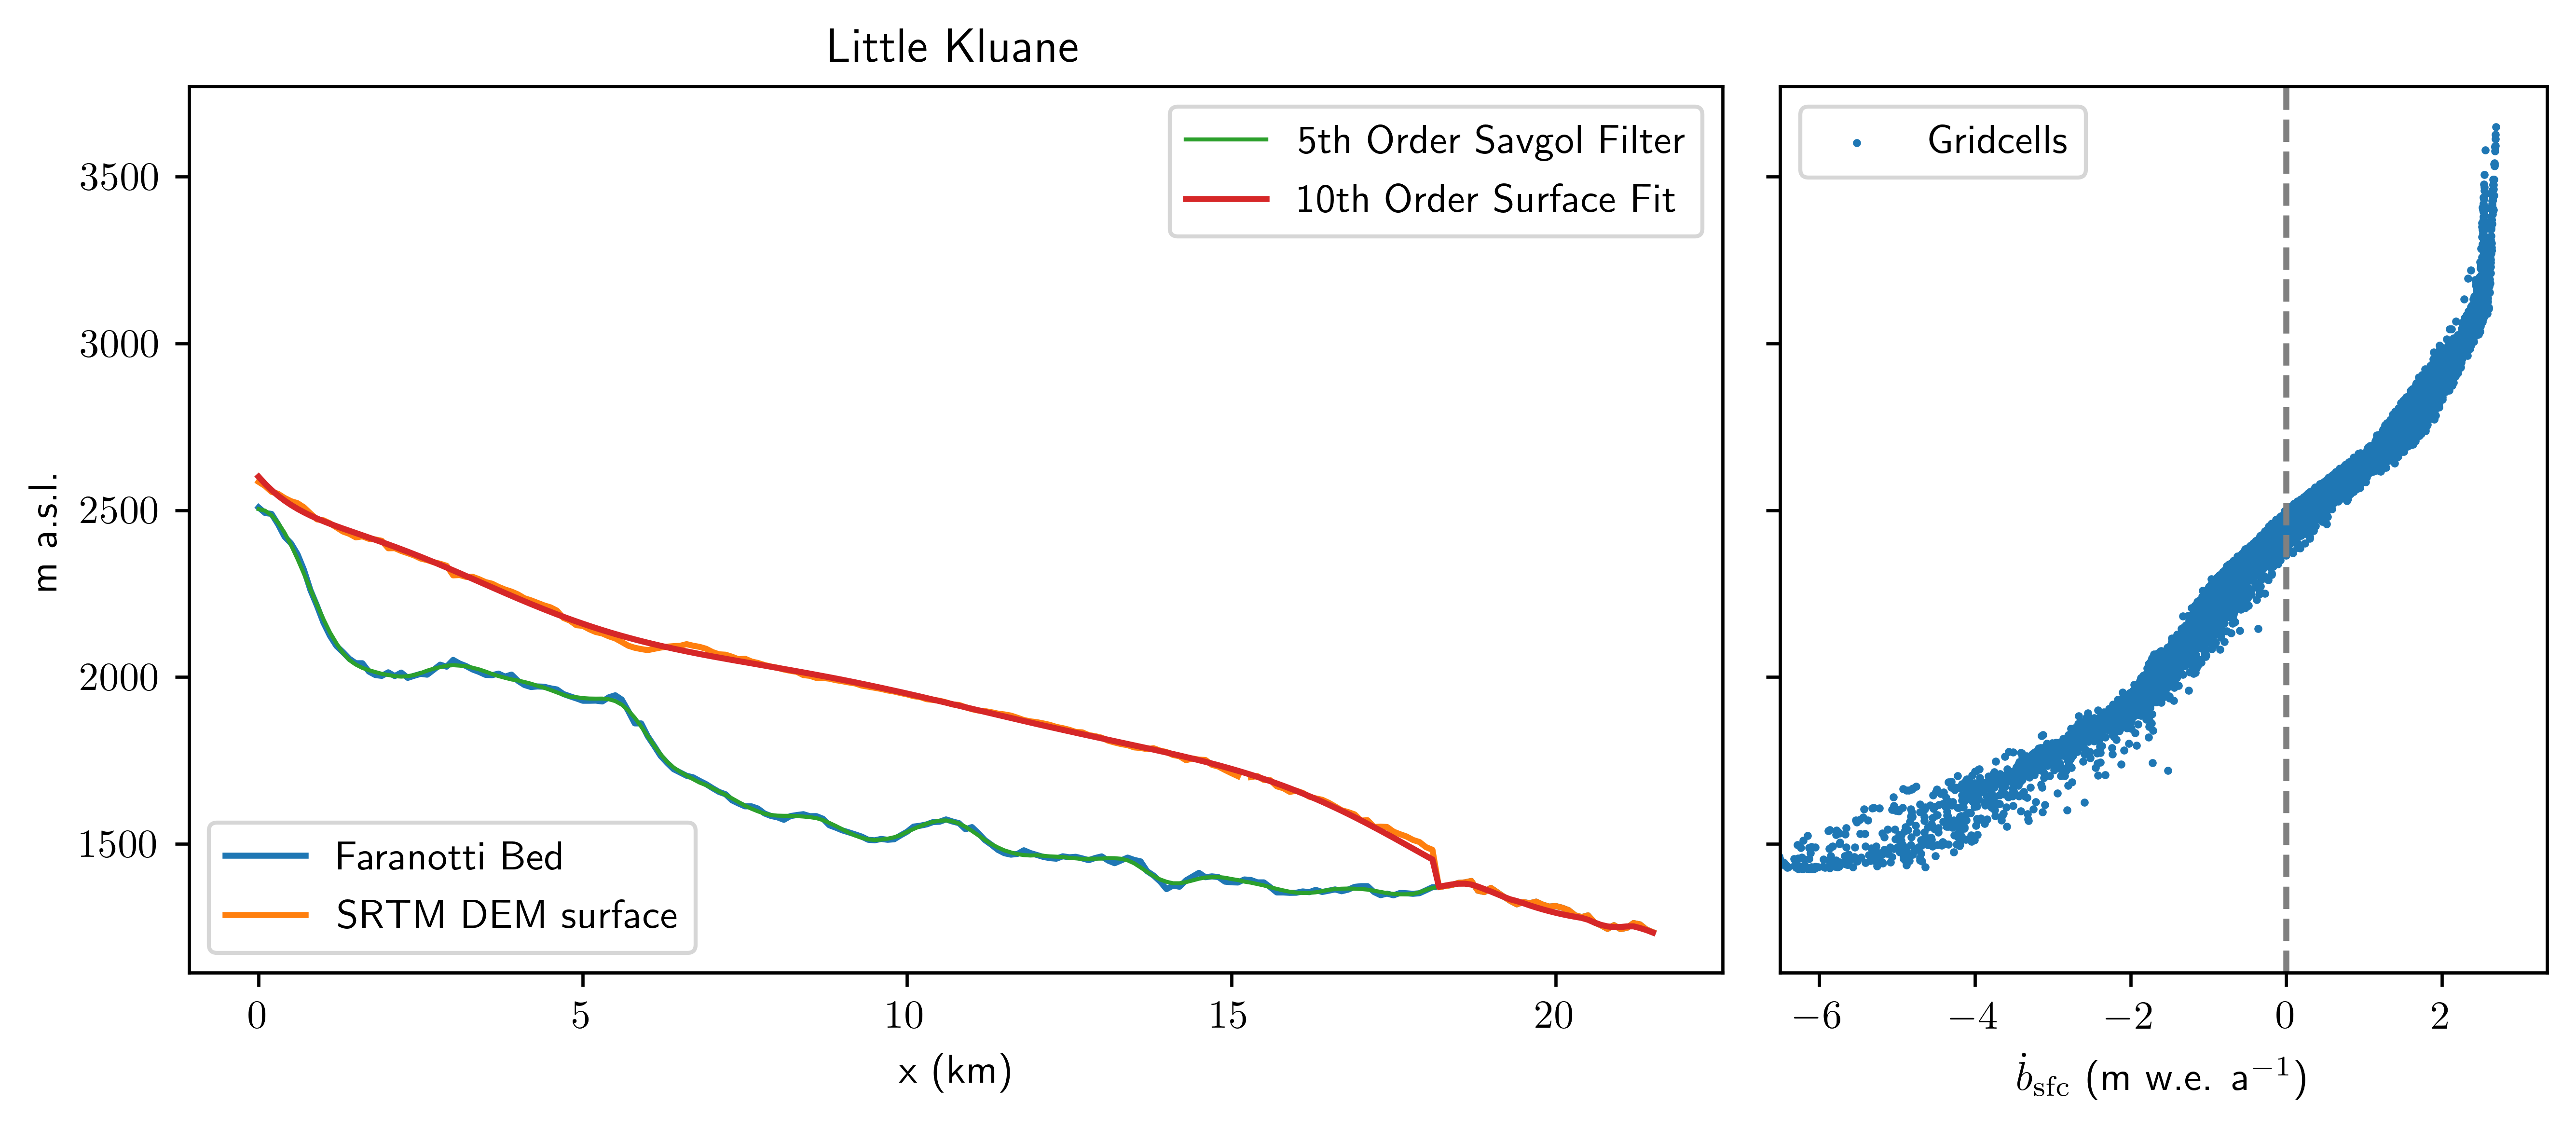 Little Kluane
5th Order Savgol Filter
10th Order Surface Fit
Faranotti Bed
SRTM DEM surface
m a.s.l.
3500
3000
2500
2000
1500
0 5 10 15 20
x (km)
Gridcells
−6 −4 −2 0 2
ḃsfc (m w.e. a⁻¹)